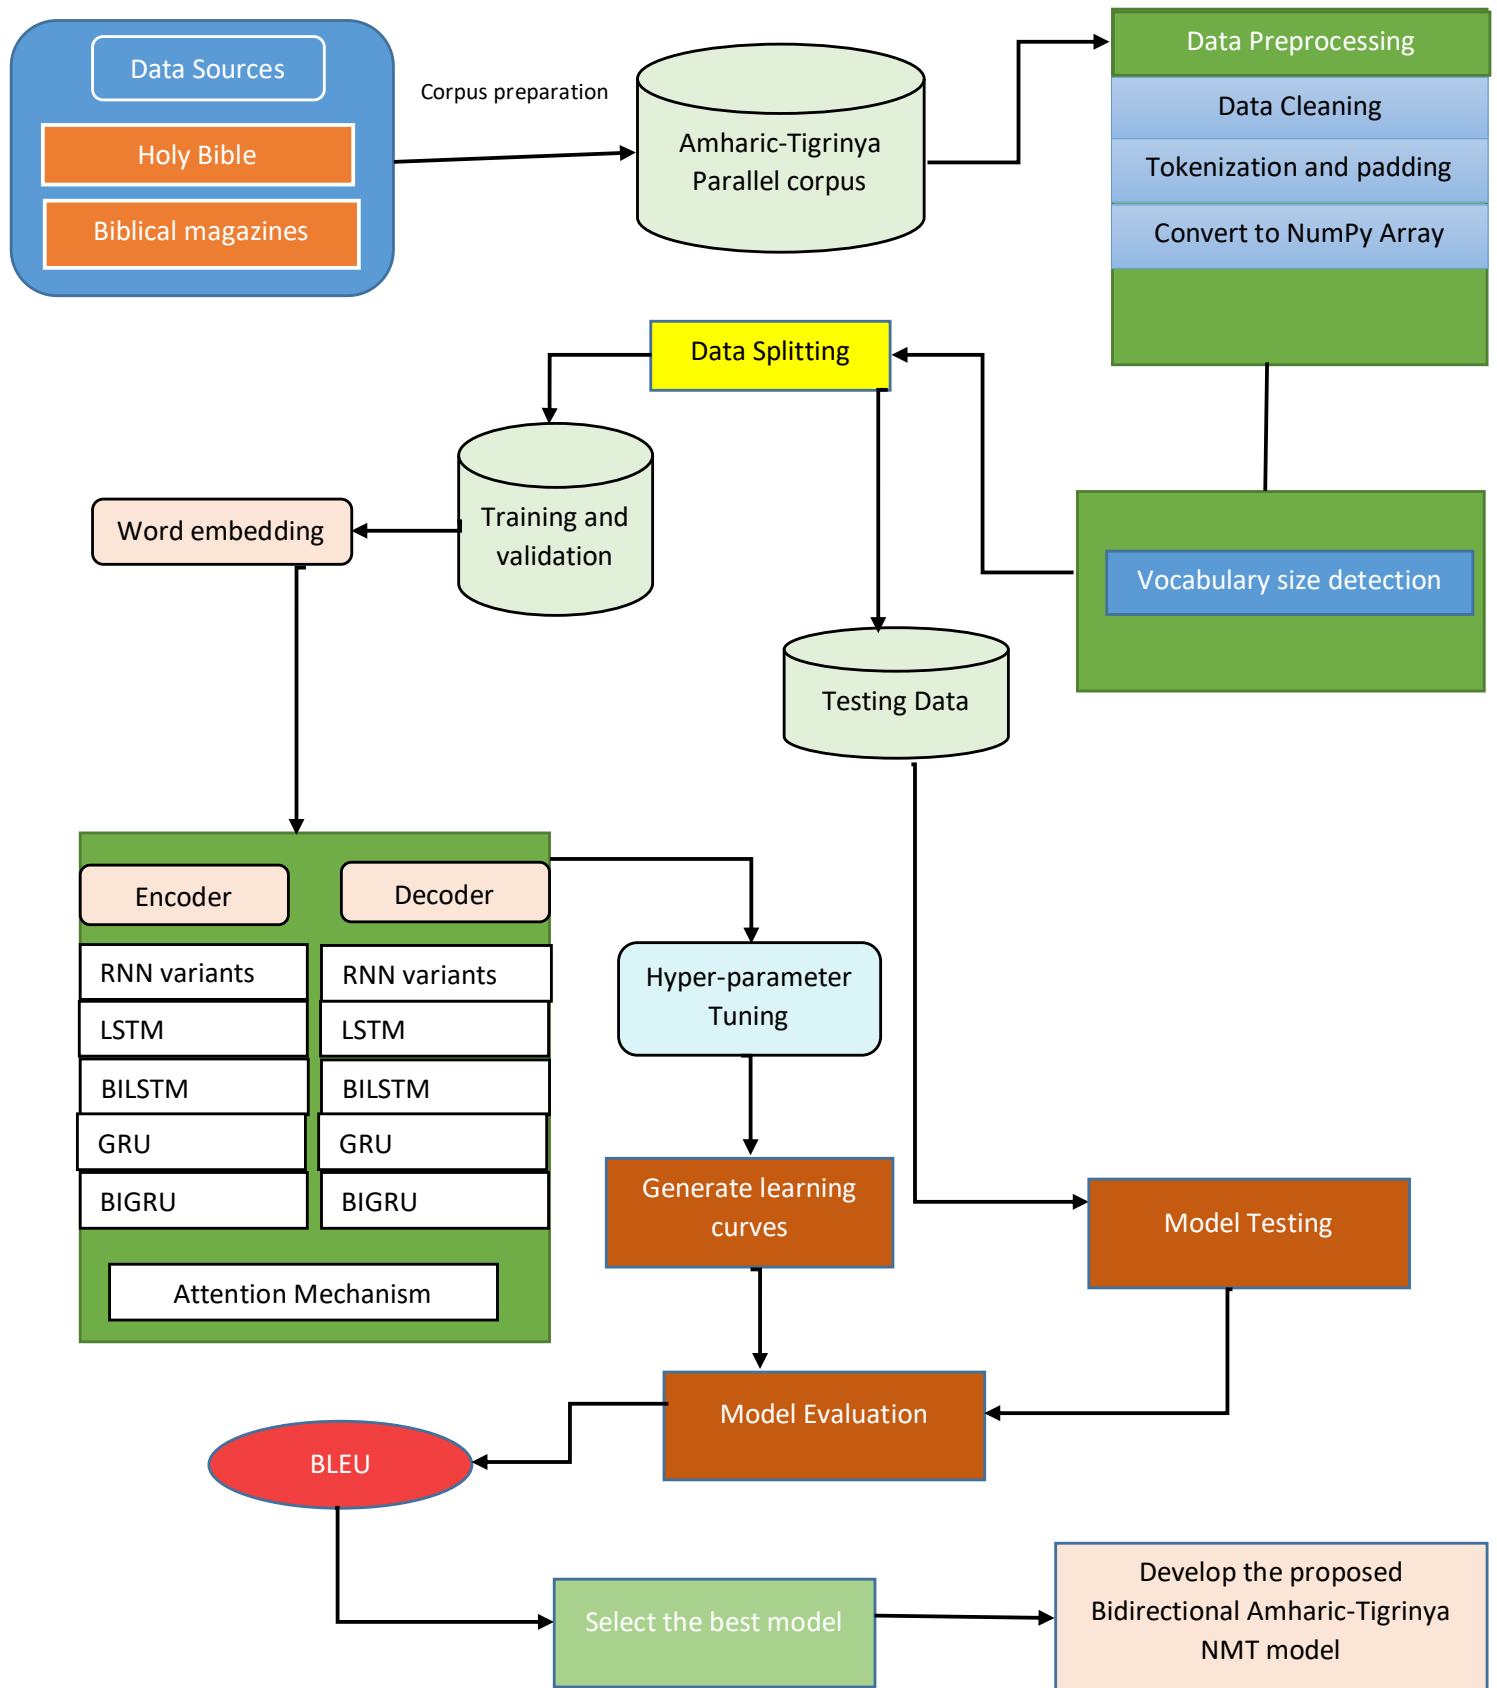 Data Sources
Holy Bible
Biblical magazines
Corpus preparation
Amharic-Tigrinya
Parallel corpus
Data Preprocessing
Data Cleaning
Tokenization and padding
Convert to NumPy Array
Data Splitting
Training and
validation
Word embedding
Vocabulary size detection
Testing Data
Encoder
Decoder
RNN variants
RNN variants
LSTM
LSTM
BILSTM
BILSTM
GRU
GRU
BIGRU
BIGRU
Attention Mechanism
Hyper-parameter
Tuning
Generate learning
curves
Model Testing
Model Evaluation
BLEU
Select the best model
Develop the proposed
Bidirectional Amharic-Tigrinya
NMT model